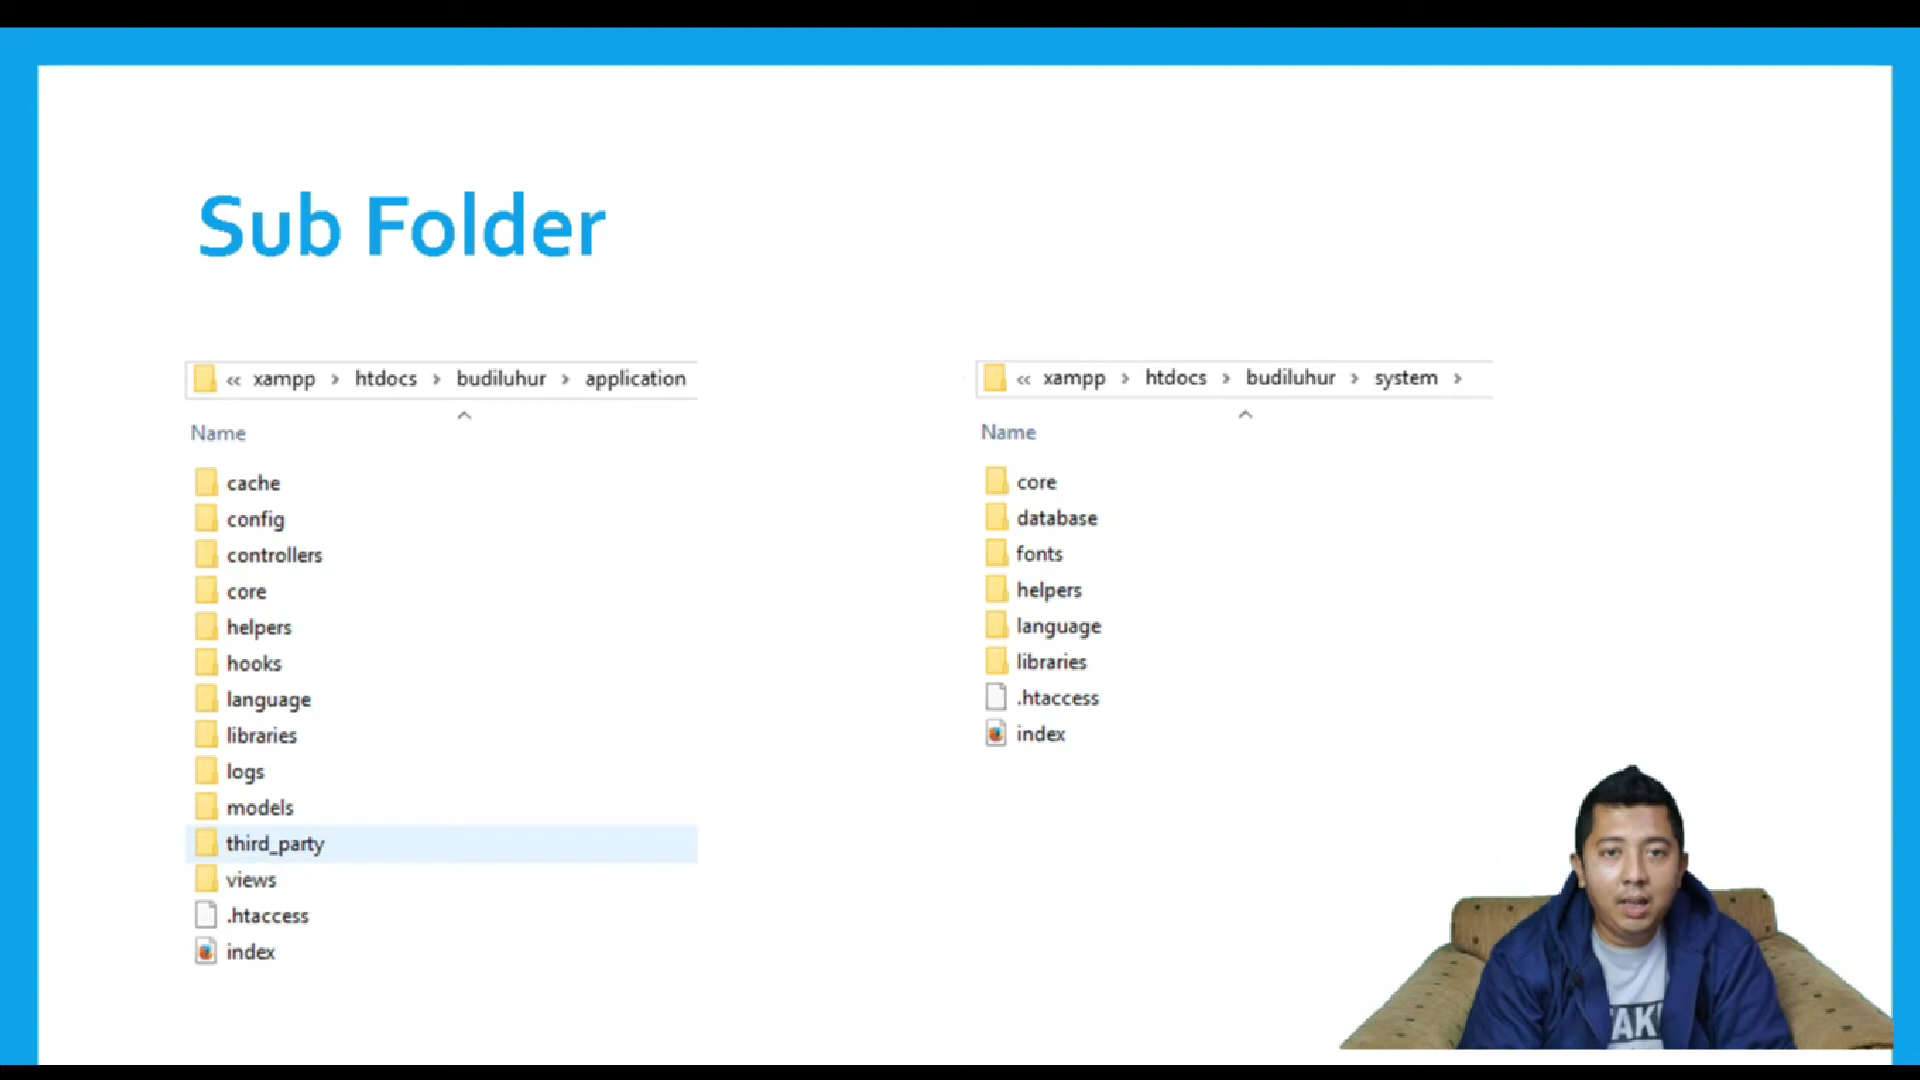 Sub Folder
« xampp > htdocs > budiluhur > application
Name
cache
config
controllers
core
helpers
hooks
language
libraries
logs
models
third_party
views
.htaccess
index
« xampp > htdocs > budiluhur > system >
Name
core
database
fonts
helpers
language
libraries
.htaccess
index